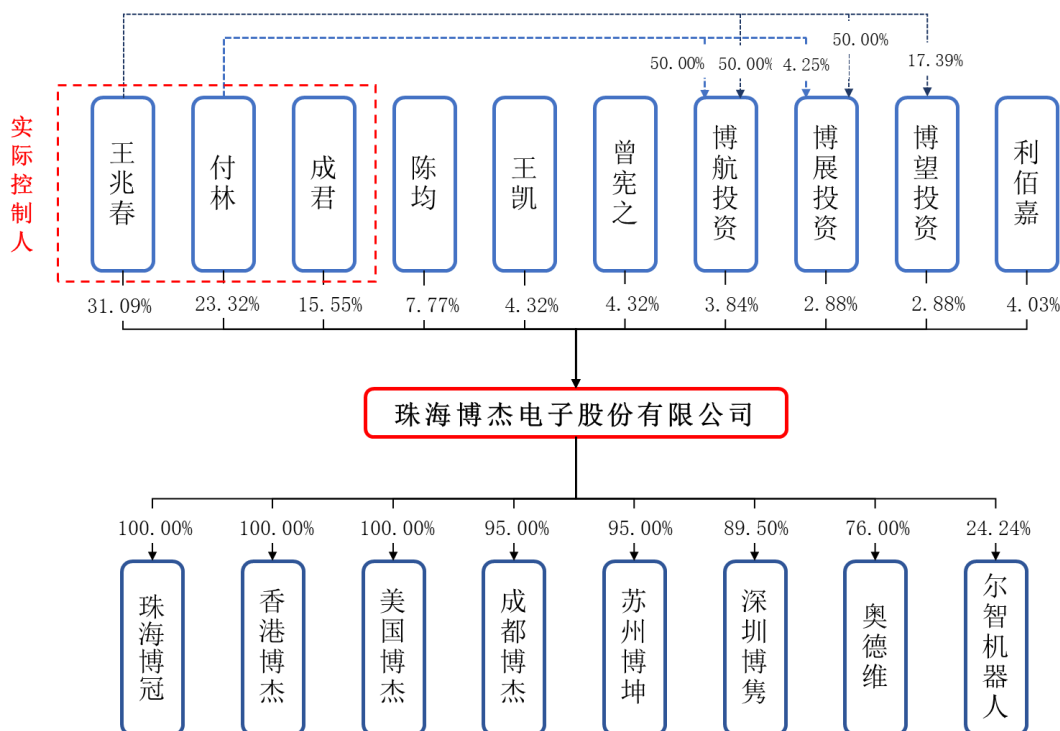 50.00%
50.00% 50.00% 4.25% 17.39%
实际控制人
王兆春
付林
成君
陈均
王凯
曾宪之
博航投资
博展投资
博望投资
利佰嘉
31.09% 23.32% 15.55% 7.77% 4.32% 4.32% 3.84% 2.88% 2.88% 4.03%
珠海博杰电子股份有限公司
100.00% 100.00% 100.00% 95.00% 95.00% 89.50% 76.00% 24.24%
珠海博冠
香港博杰
美国博杰
成都博杰
苏州博坤
深圳博隽
奥德维
尔智机器人